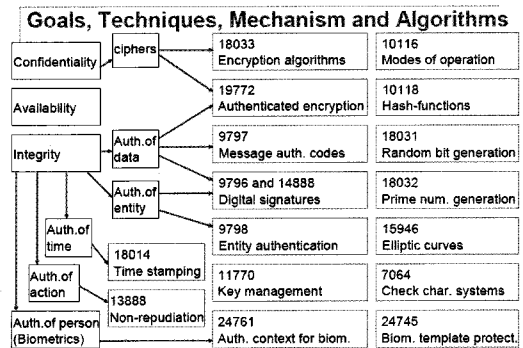 Goals, Techniques, Mechanism and Algorithms
Confidentiality
ciphers
18033
Encryption algorithms
10116
Modes of operation
Availability
19772
Authenticated encryption
10118
Hash-functions
Integrity
Auth.of
data
9797
Message auth. codes
18031
Random bit generation
Auth.of
entity
9796 and 14888
Digital signatures
18032
Prime num. generation
Auth.of
time
18014
Time stamping
9798
Entity authentication
15946
Elliptic curves
Auth.of
action
13888
Non-repudiation
11770
Key management
7064
Check char. systems
Auth.of person
(Biometrics)
24761
Auth. context for biom.
24745
Biom. template protect.